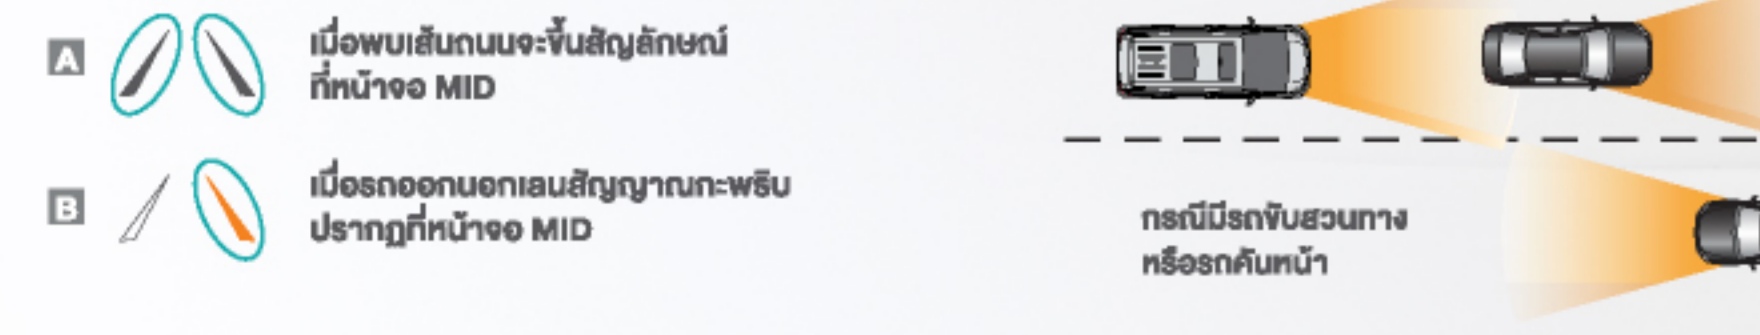 A
เมื่อพบเส้นถนนจะขึ้นสัญลักษณ์
ที่หน้าจอ MID
B
เมื่อรถออกนอกเลนสัญญาณกะพริบ
ปรากฏที่หน้าจอ MID
กรณีมีรถขับสวนทาง
หรือรถคันหน้า